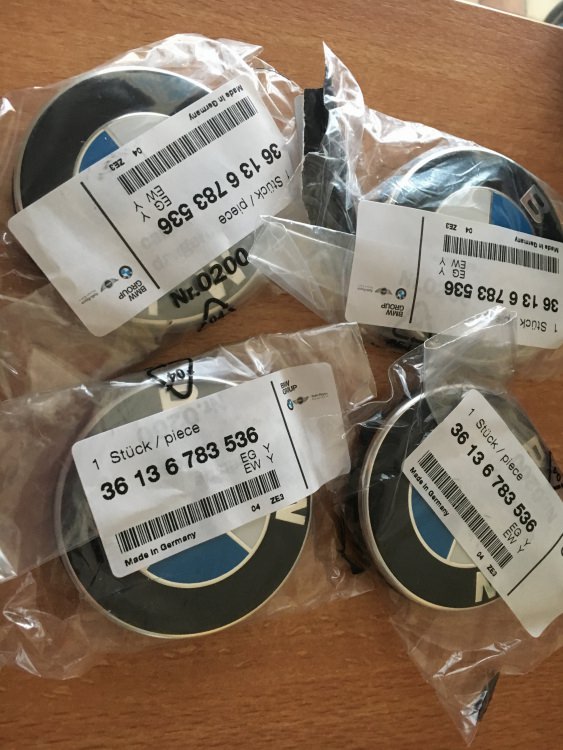 Made in Germany
04 ZE3
36 13 6 783 536
EG Y
EW Y
1 Stück / piece
BMW
GROUP
Nr.0200
04
B
04 ZE3
Made in Germany
36 13 6 783 536
EG Y
EW Y
1 Stück /
BMW
GROUP
04
BMW
GROUP
1 Stück / piece
36 13 6 783 536
EG Y
EW Y
04 ZE3
Made in Germany
W
1 Stück / piece
36 13 6 783 536
EG Y
EW Y
Made in Germany
04 ZE3
W